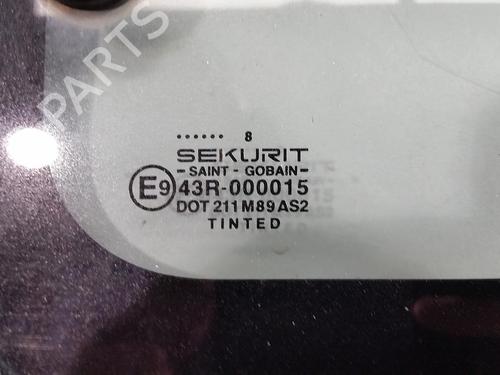 B-PARTS
...... 8
SEKURIT
- SAINT - GOBAIN -
E9 43R-000015
DOT 211 M89 AS2
TINTED